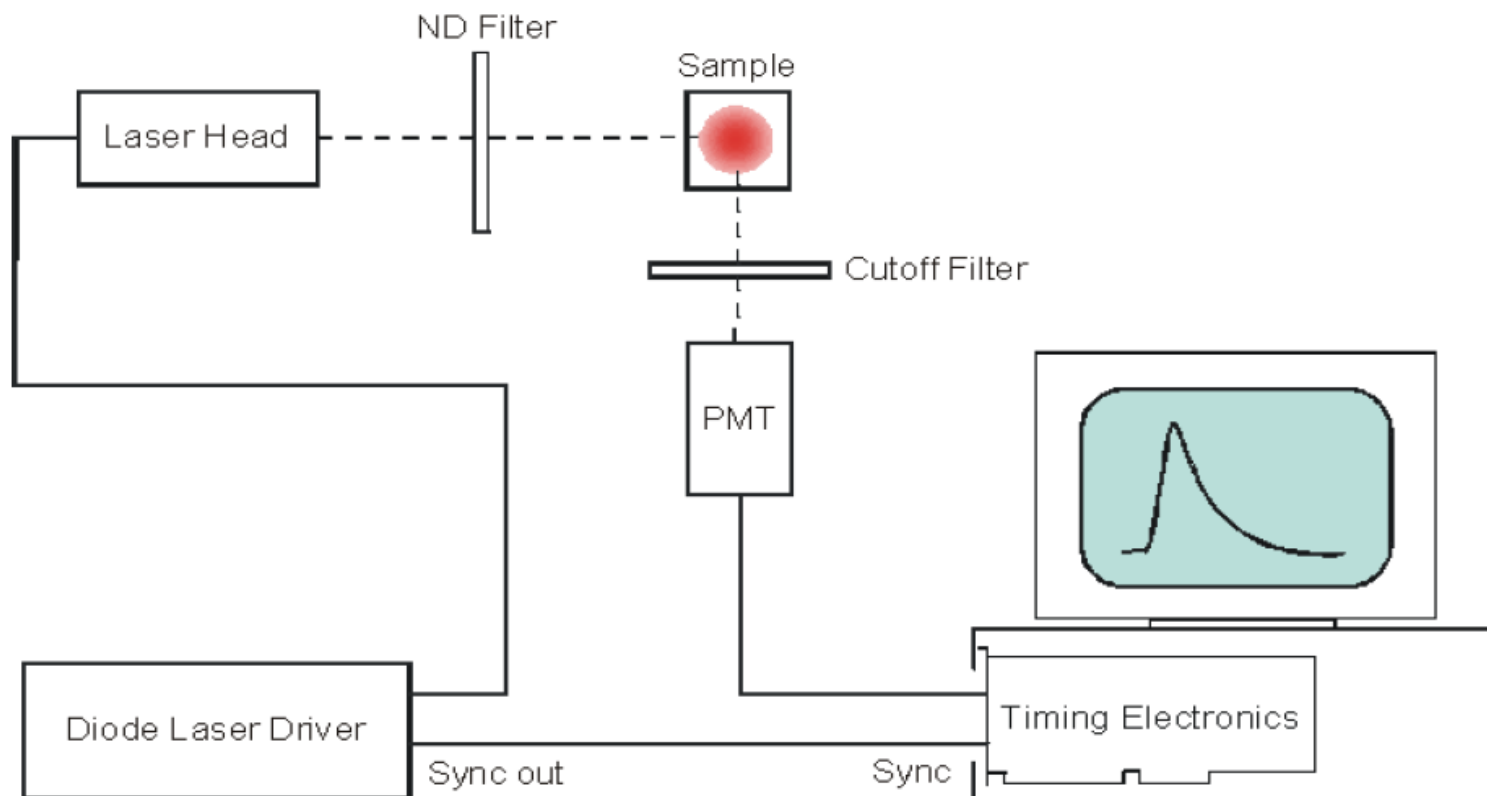 ND Filter
Sample
Laser Head
Cutoff Filter
PMT
Diode Laser Driver
Timing Electronics
Sync out
Sync